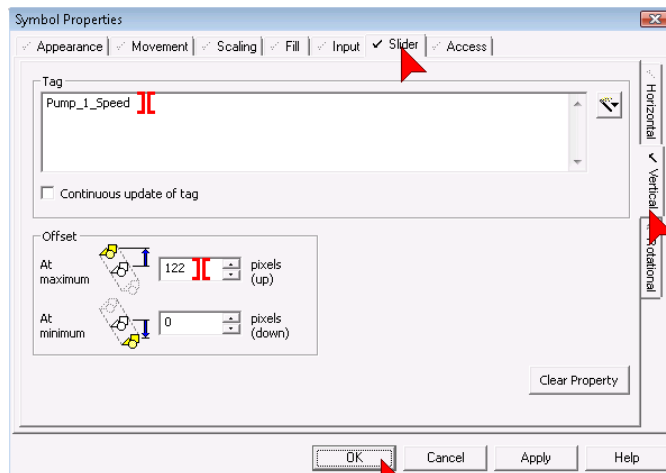 Symbol Properties
Appearance Movement Scaling Fill Input Slider Access
Tag
Pump_1_Speed
Continuous update of tag
Offset
At maximum
122
pixels (up)
At minimum
0
pixels (down)
Clear Property
Horizontal
Vertical
Rotational
OK Cancel Apply Help